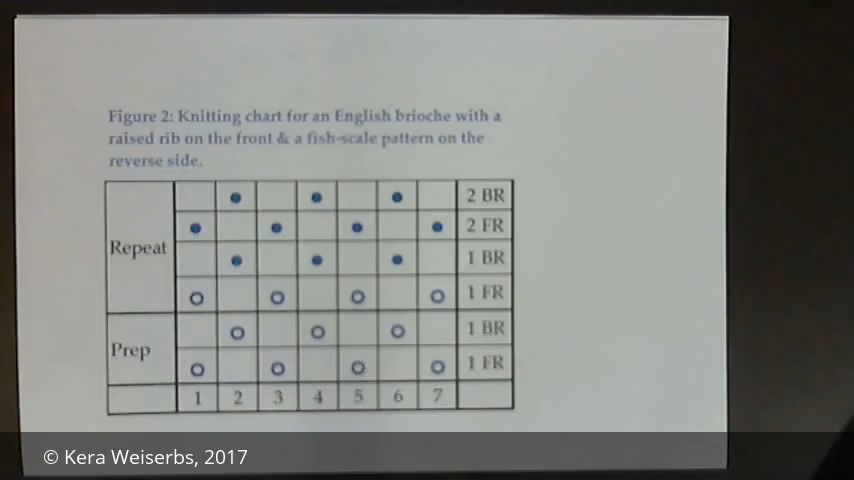 Figure 2: Knitting chart for an English brioche with a
raised rib on the front & a fish-scale pattern on the
reverse side.
2 BR
2 FR
Repeat
1 BR
1 FR
1 BR
Prep
1 FR
1 2 3 4 5 6 7
© Kera Weiserbs, 2017